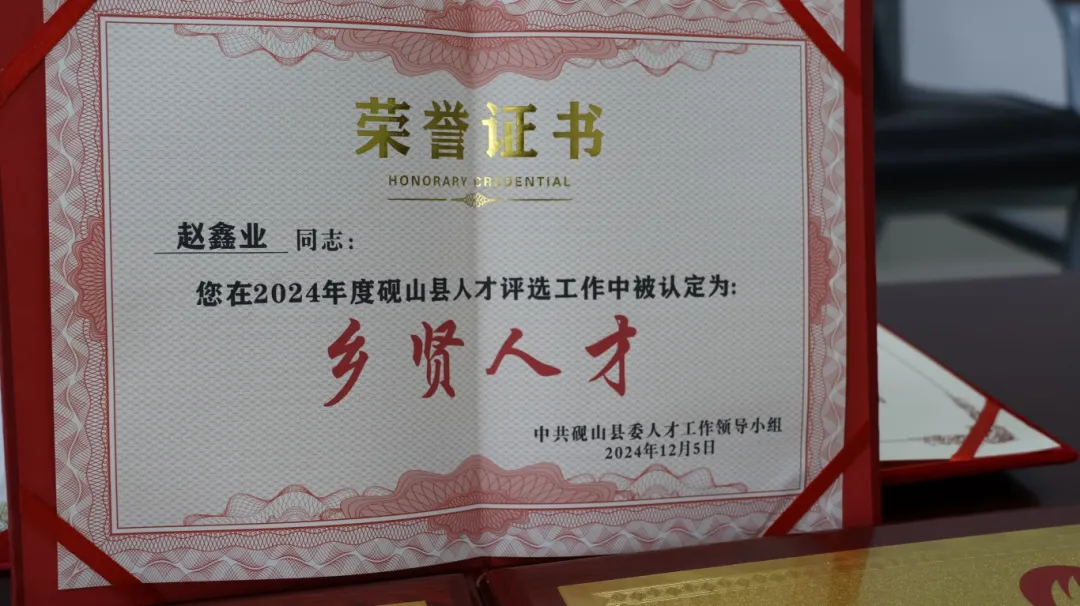 荣誉证书
HONORARY CREDENTIAL
赵鑫业 同志：
您在2024年度砚山县人才评选工作中被认定为：
乡贤人才
中共砚山县委人才工作领导小组
2024年12月5日